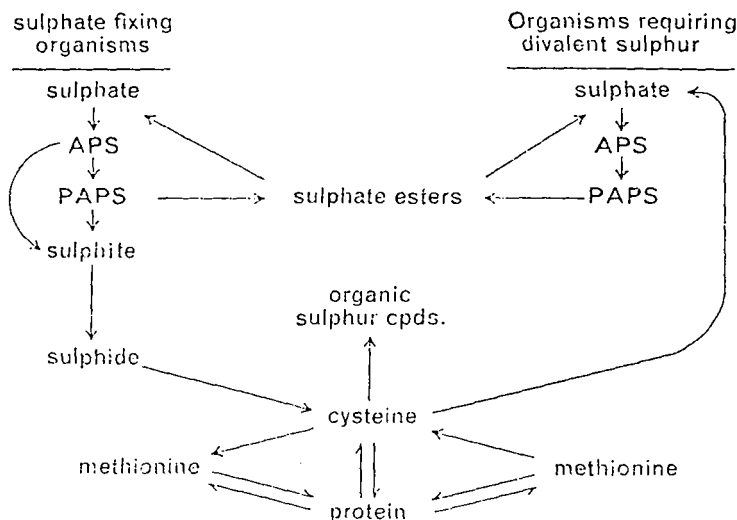 sulphate fixing
organisms
Organisms requiring
divalent sulphur
sulphate
sulphate
APS
APS
PAPS
sulphate esters
PAPS
sulphite
organic
sulphur cpds.
sulphide
cysteine
methionine
methionine
protein